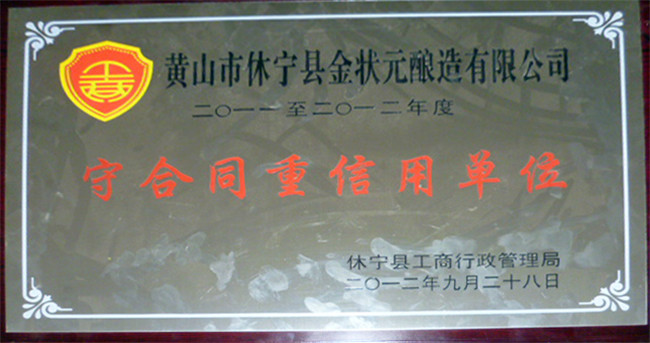 黄山市休宁县金状元酿造有限公司
二〇一一至二〇一二年度
守合同重信用单位
休宁县工商行政管理局
二〇一二年九月二十八日